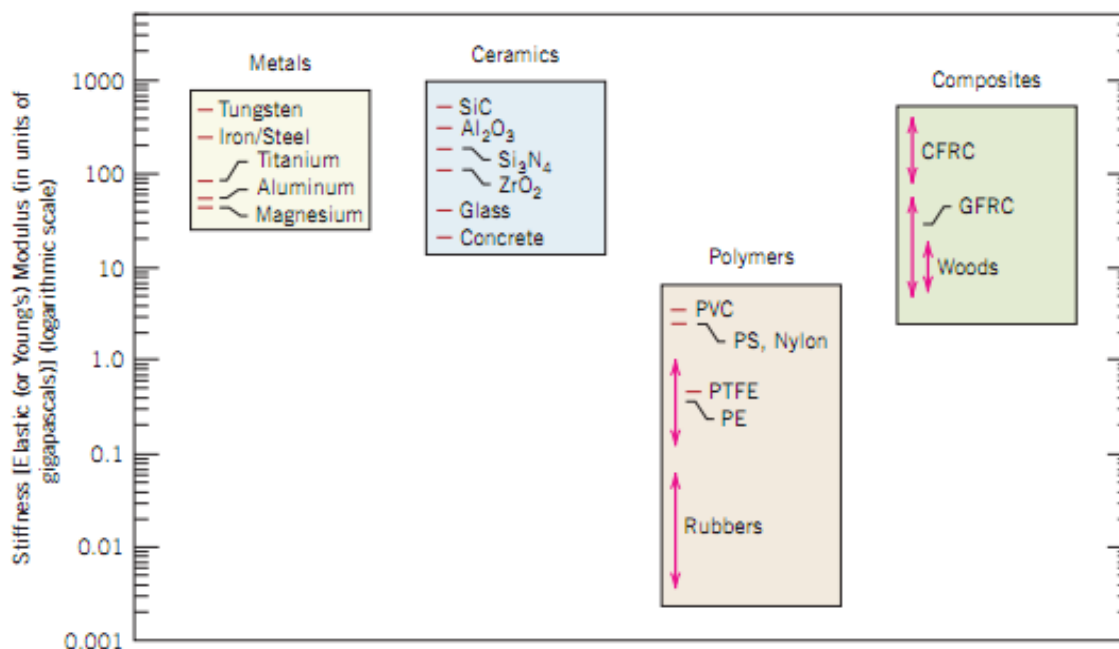 Stiffness [Elastic (or Young's) Modulus (in units of
gigapascals)] (logarithmic scale)
1000
100
10
1.0
0.1
0.01
0.001
Metals
Tungsten
Iron/Steel
Titanium
Aluminum
Magnesium
Ceramics
SiC
Al₂O₃
Si₃N₄
ZrO₂
Glass
Concrete
Polymers
PVC
PS, Nylon
PTFE
PE
Rubbers
Composites
CFRC
GFRC
Woods